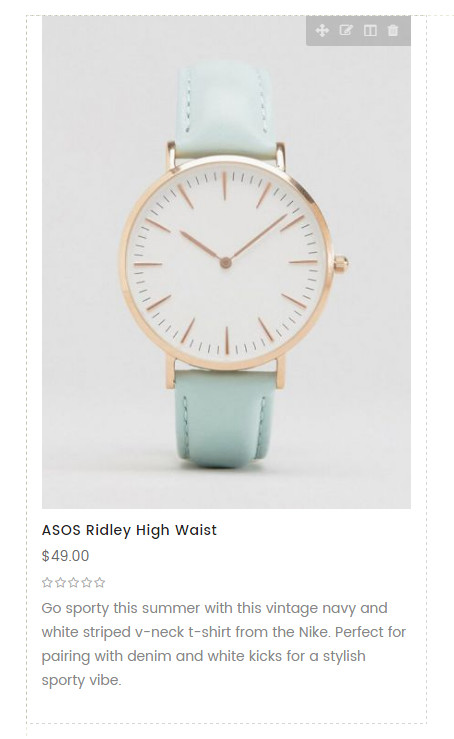 ASOS Ridley High Waist
$49.00
Go sporty this summer with this vintage navy and
white striped v-neck t-shirt from the Nike. Perfect for
pairing with denim and white kicks for a stylish
sporty vibe.